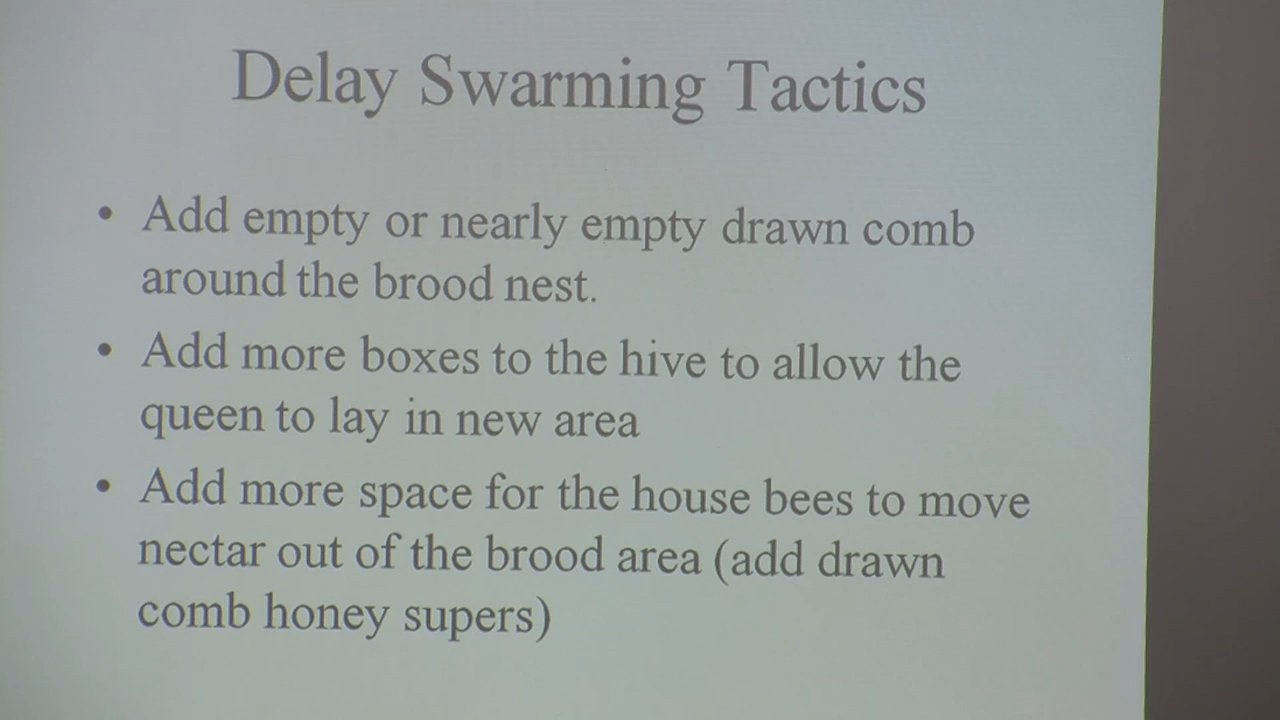 Delay Swarming Tactics
• Add empty or nearly empty drawn comb
around the brood nest.
• Add more boxes to the hive to allow the
queen to lay in new area
• Add more space for the house bees to move
nectar out of the brood area (add drawn
comb honey supers)